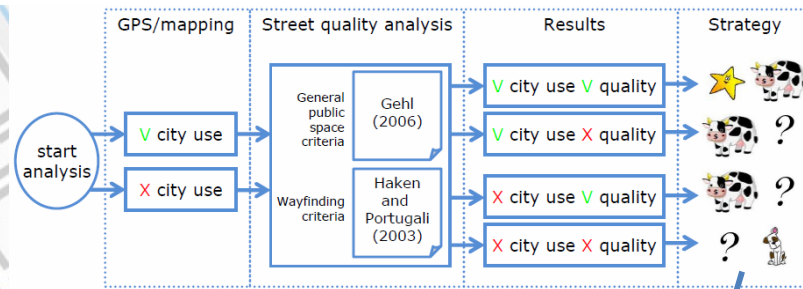 GPS/mapping
Street quality analysis
Results
Strategy
start
analysis
V city use
X city use
General
public
space
criteria
Gehl
(2006)
Wayfinding
criteria
Haken
and
Portugali
(2003)
V city use V quality
V city use X quality
X city use V quality
X city use X quality
?
?
?